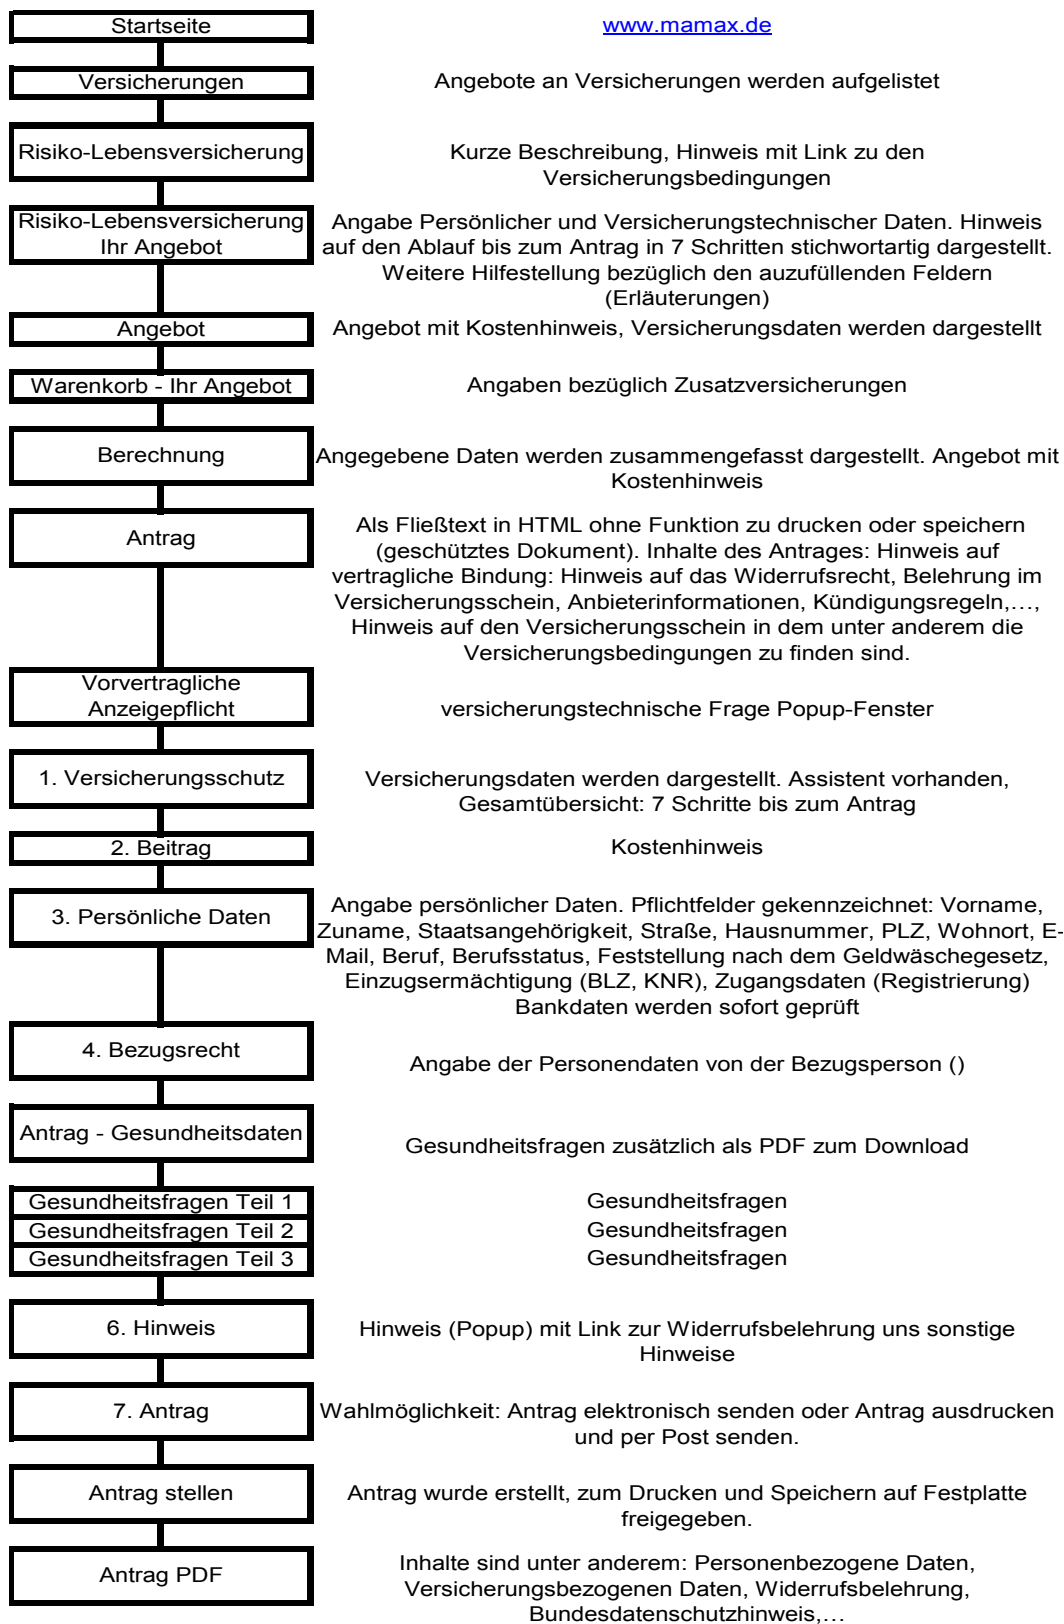 Startseite
www.mamax.de
Versicherungen
Angebote an Versicherungen werden aufgelistet
Risiko-Lebensversicherung
Kurze Beschreibung, Hinweis mit Link zu den
Versicherungsbedingungen
Risiko-Lebensversicherung
Ihr Angebot
Angabe Persönlicher und Versicherungstechnischer Daten. Hinweis
auf den Ablauf bis zum Antrag in 7 Schritten stichwortartig dargestellt.
Weitere Hilfestellung bezüglich den auzufüllenden Feldern
(Erläuterungen)
Angebot
Angebot mit Kostenhinweis, Versicherungsdaten werden dargestellt
Warenkorb - Ihr Angebot
Angaben bezüglich Zusatzversicherungen
Berechnung
Angegebene Daten werden zusammengefasst dargestellt. Angebot mit
Kostenhinweis
Antrag
Als Fließtext in HTML ohne Funktion zu drucken oder speichern
(geschütztes Dokument). Inhalte des Antrages: Hinweis auf
vertragliche Bindung: Hinweis auf das Widerrufsrecht, Belehrung im
Versicherungsschein, Anbieterinformationen, Kündigungsregeln,…,
Hinweis auf den Versicherungsschein in dem unter anderem die
Versicherungsbedingungen zu finden sind.
Vorvertragliche
Anzeigepflicht
versicherungstechnische Frage Popup-Fenster
1. Versicherungsschutz
Versicherungsdaten werden dargestellt. Assistent vorhanden,
Gesamtübersicht: 7 Schritte bis zum Antrag
2. Beitrag
Kostenhinweis
3. Persönliche Daten
Angabe persönlicher Daten. Pflichtfelder gekennzeichnet: Vorname,
Zuname, Staatsangehörigkeit, Straße, Hausnummer, PLZ, Wohnort, E-
Mail, Beruf, Berufsstatus, Feststellung nach dem Geldwäschegesetz,
Einzugsermächtigung (BLZ, KNR), Zugangsdaten (Registrierung)
Bankdaten werden sofort geprüft
4. Bezugsrecht
Angabe der Personendaten von der Bezugsperson ()
Antrag - Gesundheitsdaten
Gesundheitsfragen zusätzlich als PDF zum Download
Gesundheitsfragen Teil 1
Gesundheitsfragen
Gesundheitsfragen Teil 2
Gesundheitsfragen
Gesundheitsfragen Teil 3
Gesundheitsfragen
6. Hinweis
Hinweis (Popup) mit Link zur Widerrufsbelehrung uns sonstige
Hinweise
7. Antrag
Wahlmöglichkeit: Antrag elektronisch senden oder Antrag ausdrucken
und per Post senden.
Antrag stellen
Antrag wurde erstellt, zum Drucken und Speichern auf Festplatte
freigegeben.
Antrag PDF
Inhalte sind unter anderem: Personenbezogene Daten,
Versicherungsbezogenen Daten, Widerrufsbelehrung,
Bundesdatenschutzhinweis,…